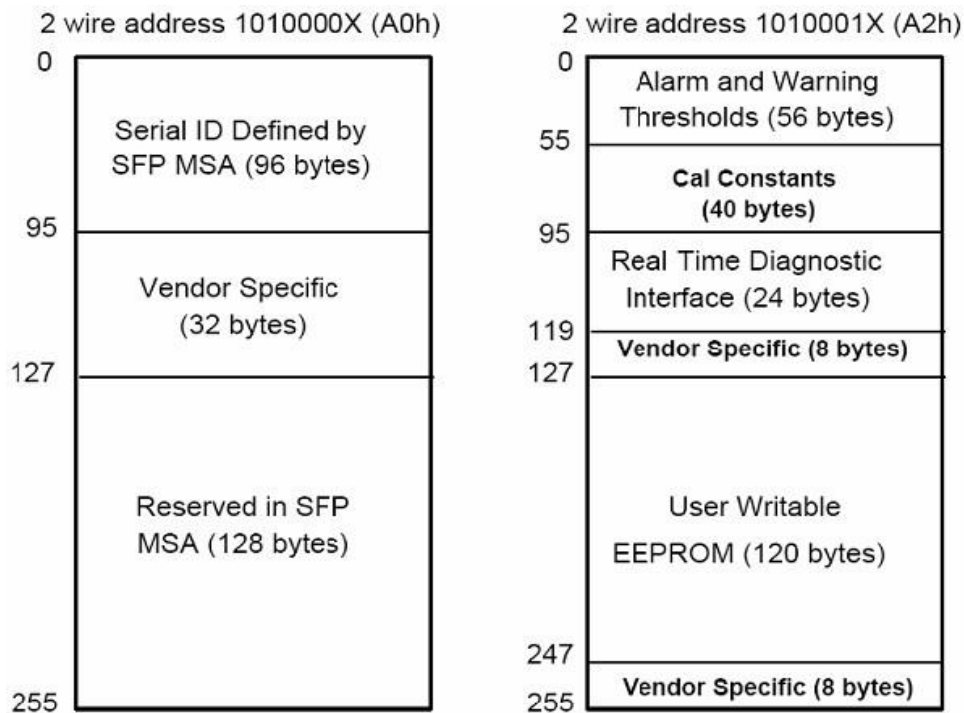 2 wire address 1010000X (A0h)
0
Serial ID Defined by
SFP MSA (96 bytes)
95
Vendor Specific
(32 bytes)
127
Reserved in SFP
MSA (128 bytes)
255
2 wire address 1010001X (A2h)
0
Alarm and Warning
Thresholds (56 bytes)
55
Cal Constants
(40 bytes)
95
Real Time Diagnostic
Interface (24 bytes)
119
Vendor Specific (8 bytes)
127
User Writable
EEPROM (120 bytes)
247
Vendor Specific (8 bytes)
255